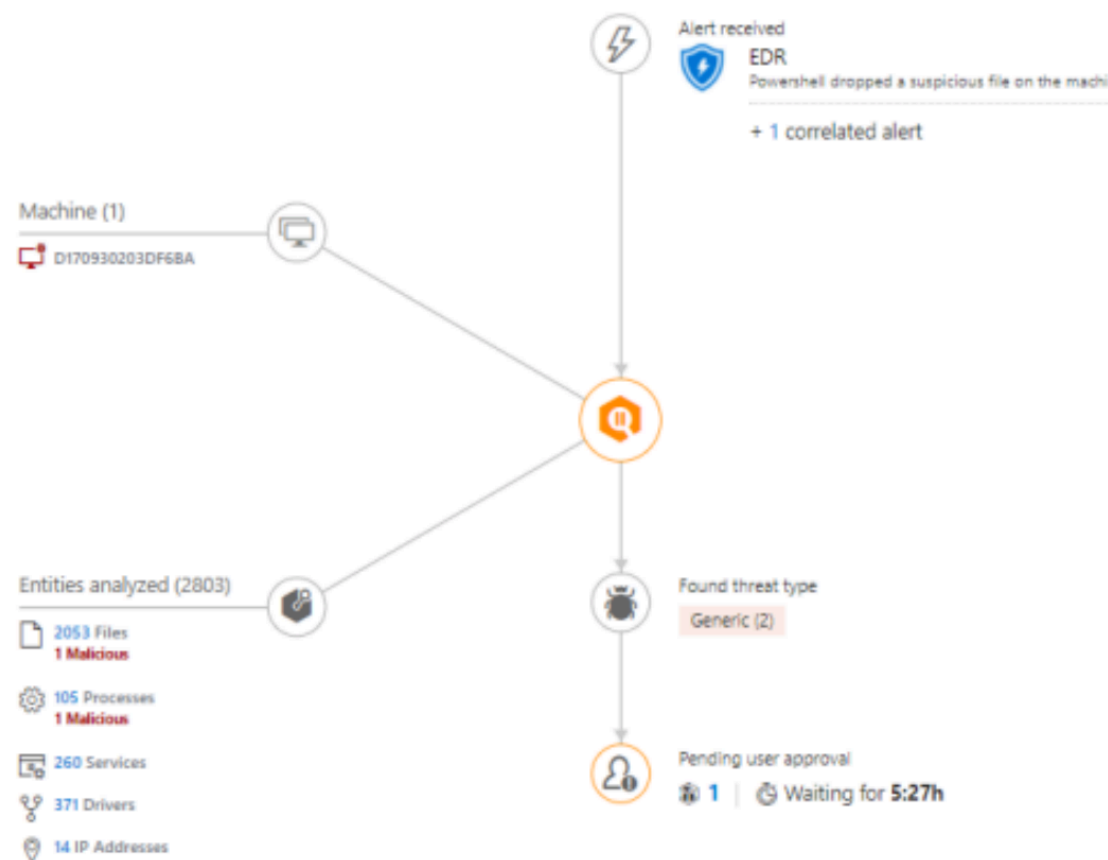 Alert received
EDR
Powershell dropped a suspicious file on the machi
+ 1 correlated alert
Machine (1)
D170930203DF6BA
Entities analyzed (2803)
2053 Files
1 Malicious
105 Processes
1 Malicious
260 Services
371 Drivers
14 IP Addresses
Found threat type
Generic (2)
Pending user approval
1
Waiting for 5:27h